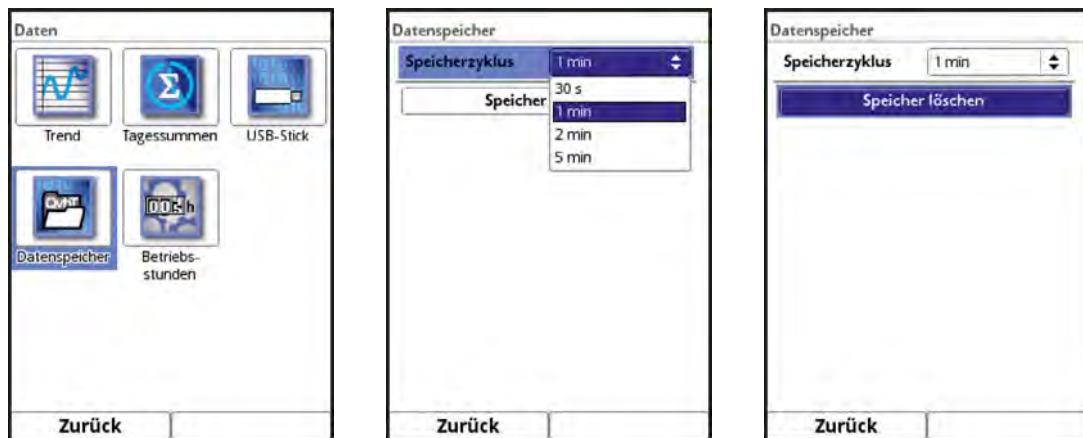 Daten
Trend
Tagessummen
USB-Stick
Datenspeicher
Betriebs-
stunden
Zurück
Datenspeicher
Speicherzyklus 1 min
30 s
Speicher
1 min
2 min
5 min
Zurück
Datenspeicher
Speicherzyklus 1 min
Speicher löschen
Zurück